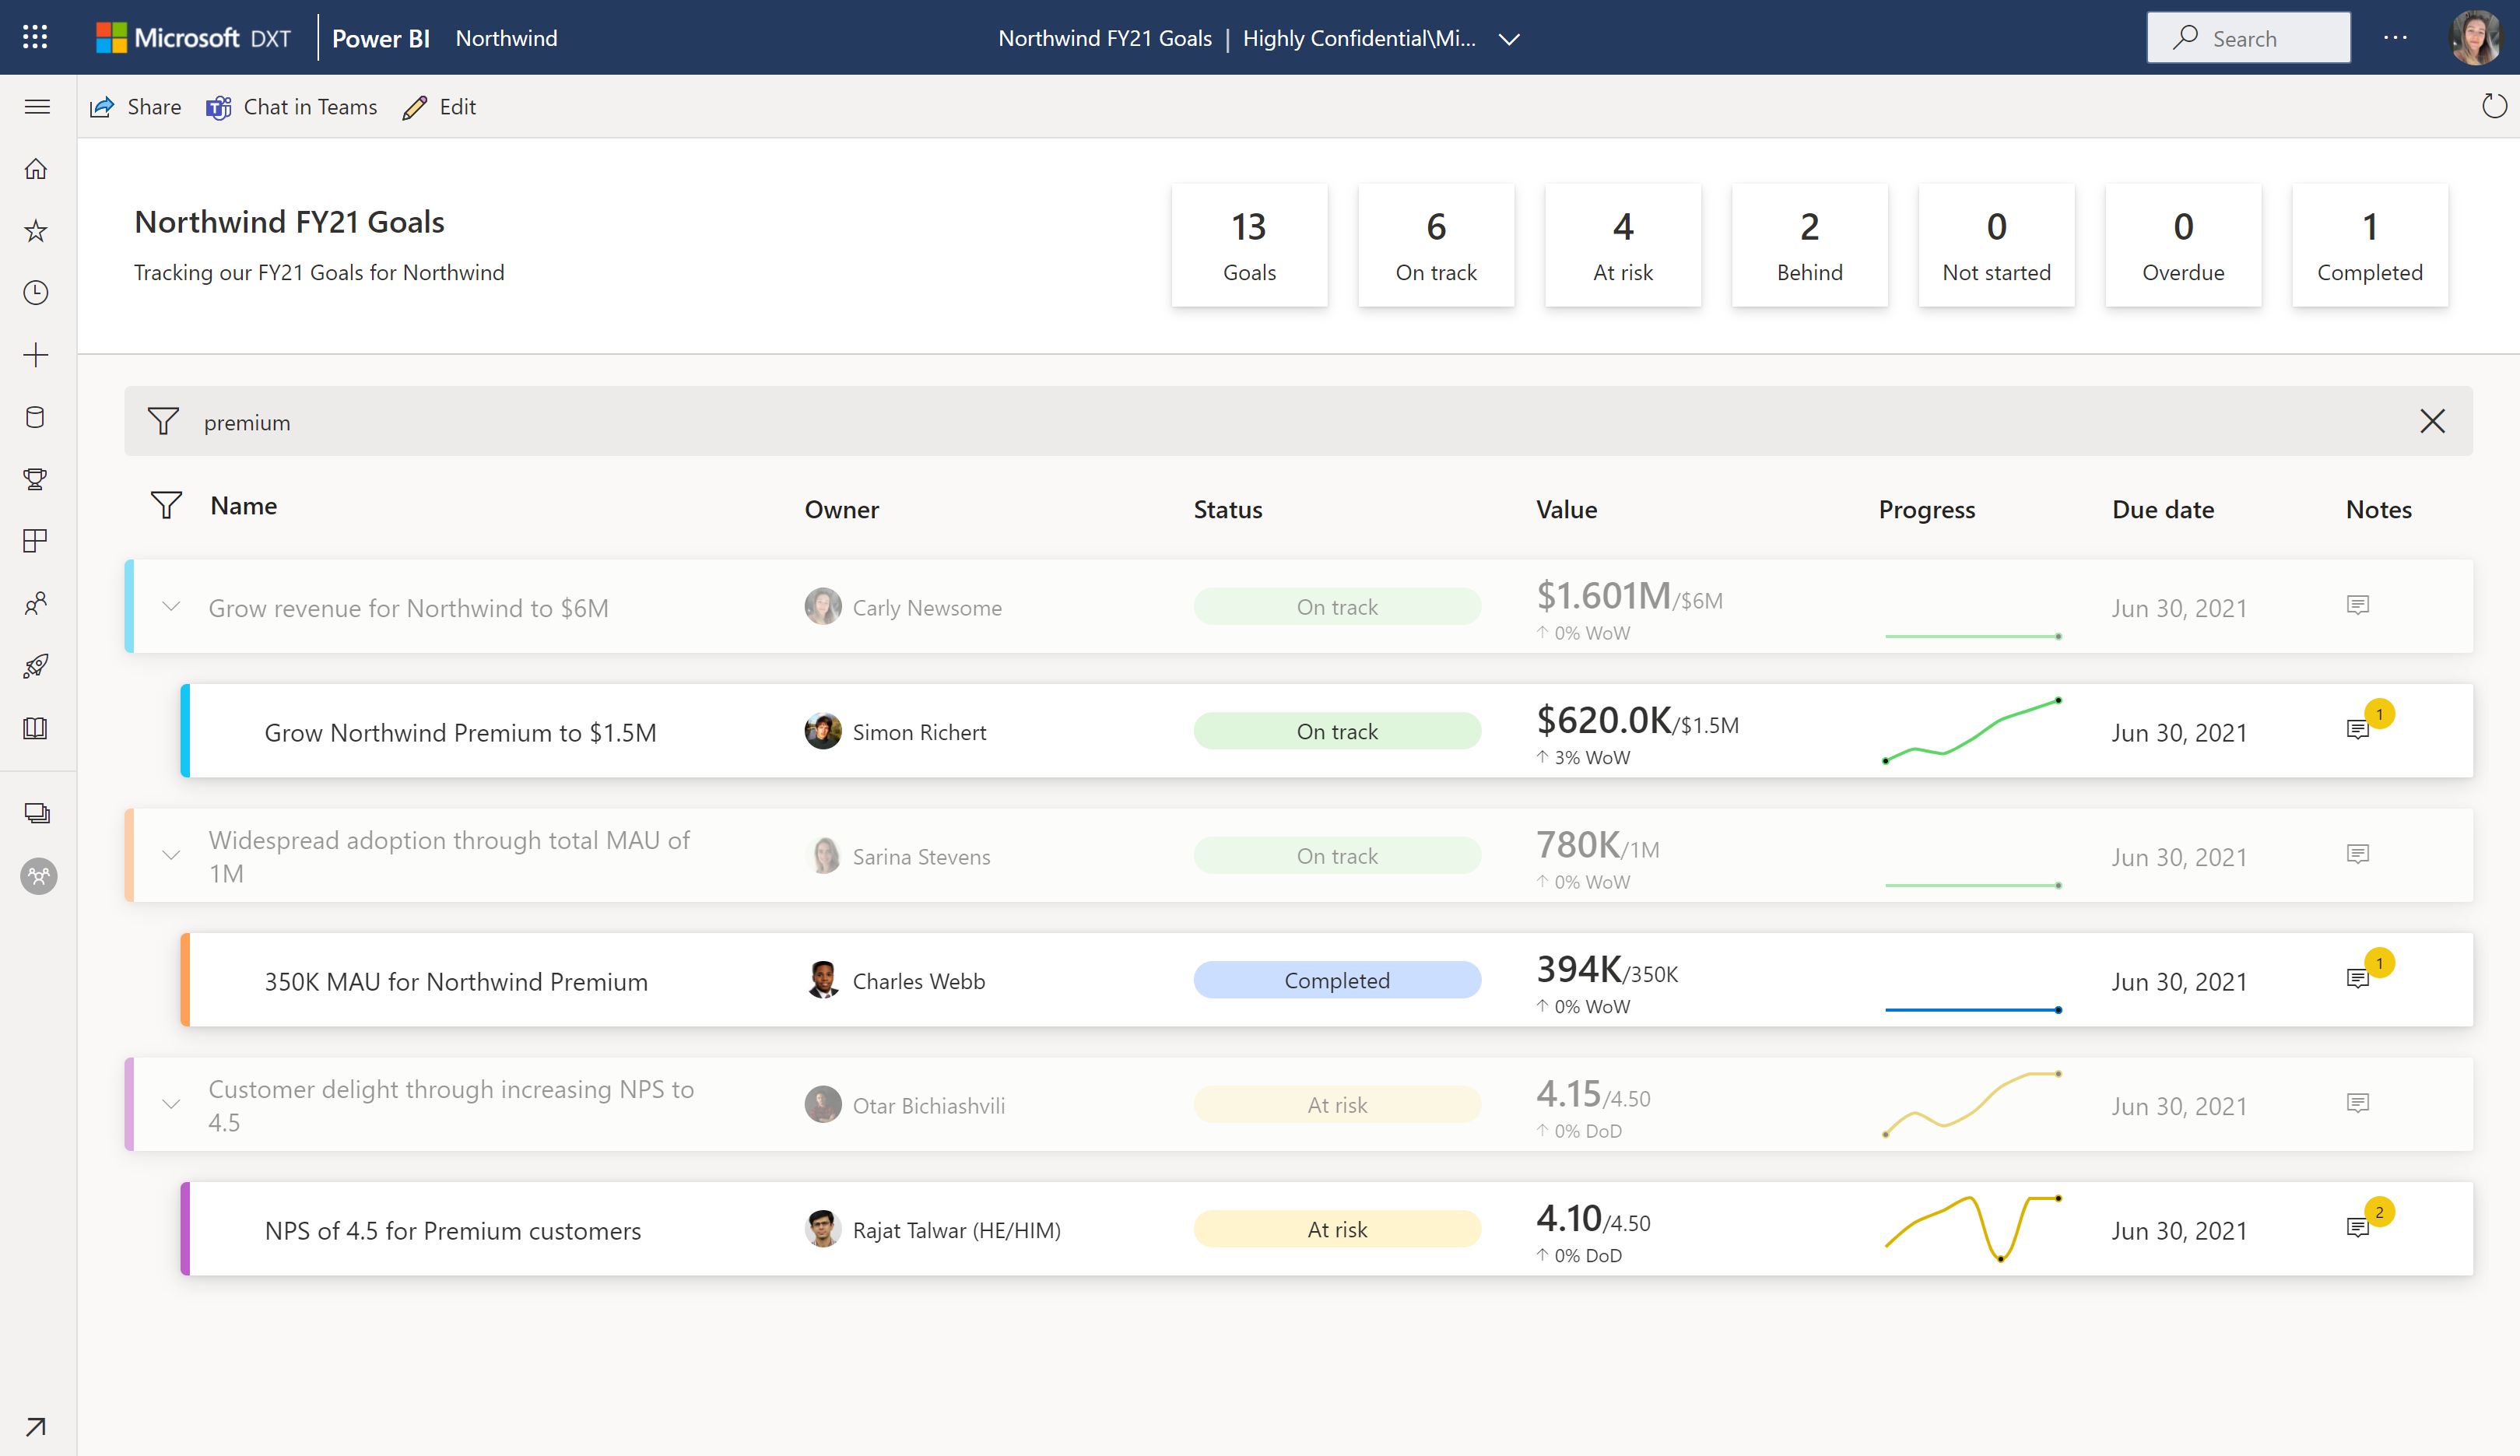 Microsoft DXT Power BI Northwind Northwind FY21 Goals | Highly Confidential\Mi... Search
Share Chat in Teams Edit
Northwind FY21 Goals
Tracking our FY21 Goals for Northwind
13 6 4 2 0 0 1
Goals On track At risk Behind Not started Overdue Completed
premium
Name Owner Status Value Progress Due date Notes
Grow revenue for Northwind to $6M Carly Newsome On track $1.601M/$6M Jun 30, 2021
↑ 0% WoW
Grow Northwind Premium to $1.5M Simon Richert On track $620.0K/$1.5M Jun 30, 2021 1
↑ 3% WoW
Widespread adoption through total MAU of
1M Sarina Stevens On track 780K/1M Jun 30, 2021
↑ 0% WoW
350K MAU for Northwind Premium Charles Webb Completed 394K/350K Jun 30, 2021 1
↑ 0% WoW
Customer delight through increasing NPS to
4.5 Otar Bichiashvili At risk 4.15/4.50 Jun 30, 2021
↑ 0% DoD
NPS of 4.5 for Premium customers Rajat Talwar (HE/HIM) At risk 4.10/4.50 Jun 30, 2021 2
↑ 0% DoD